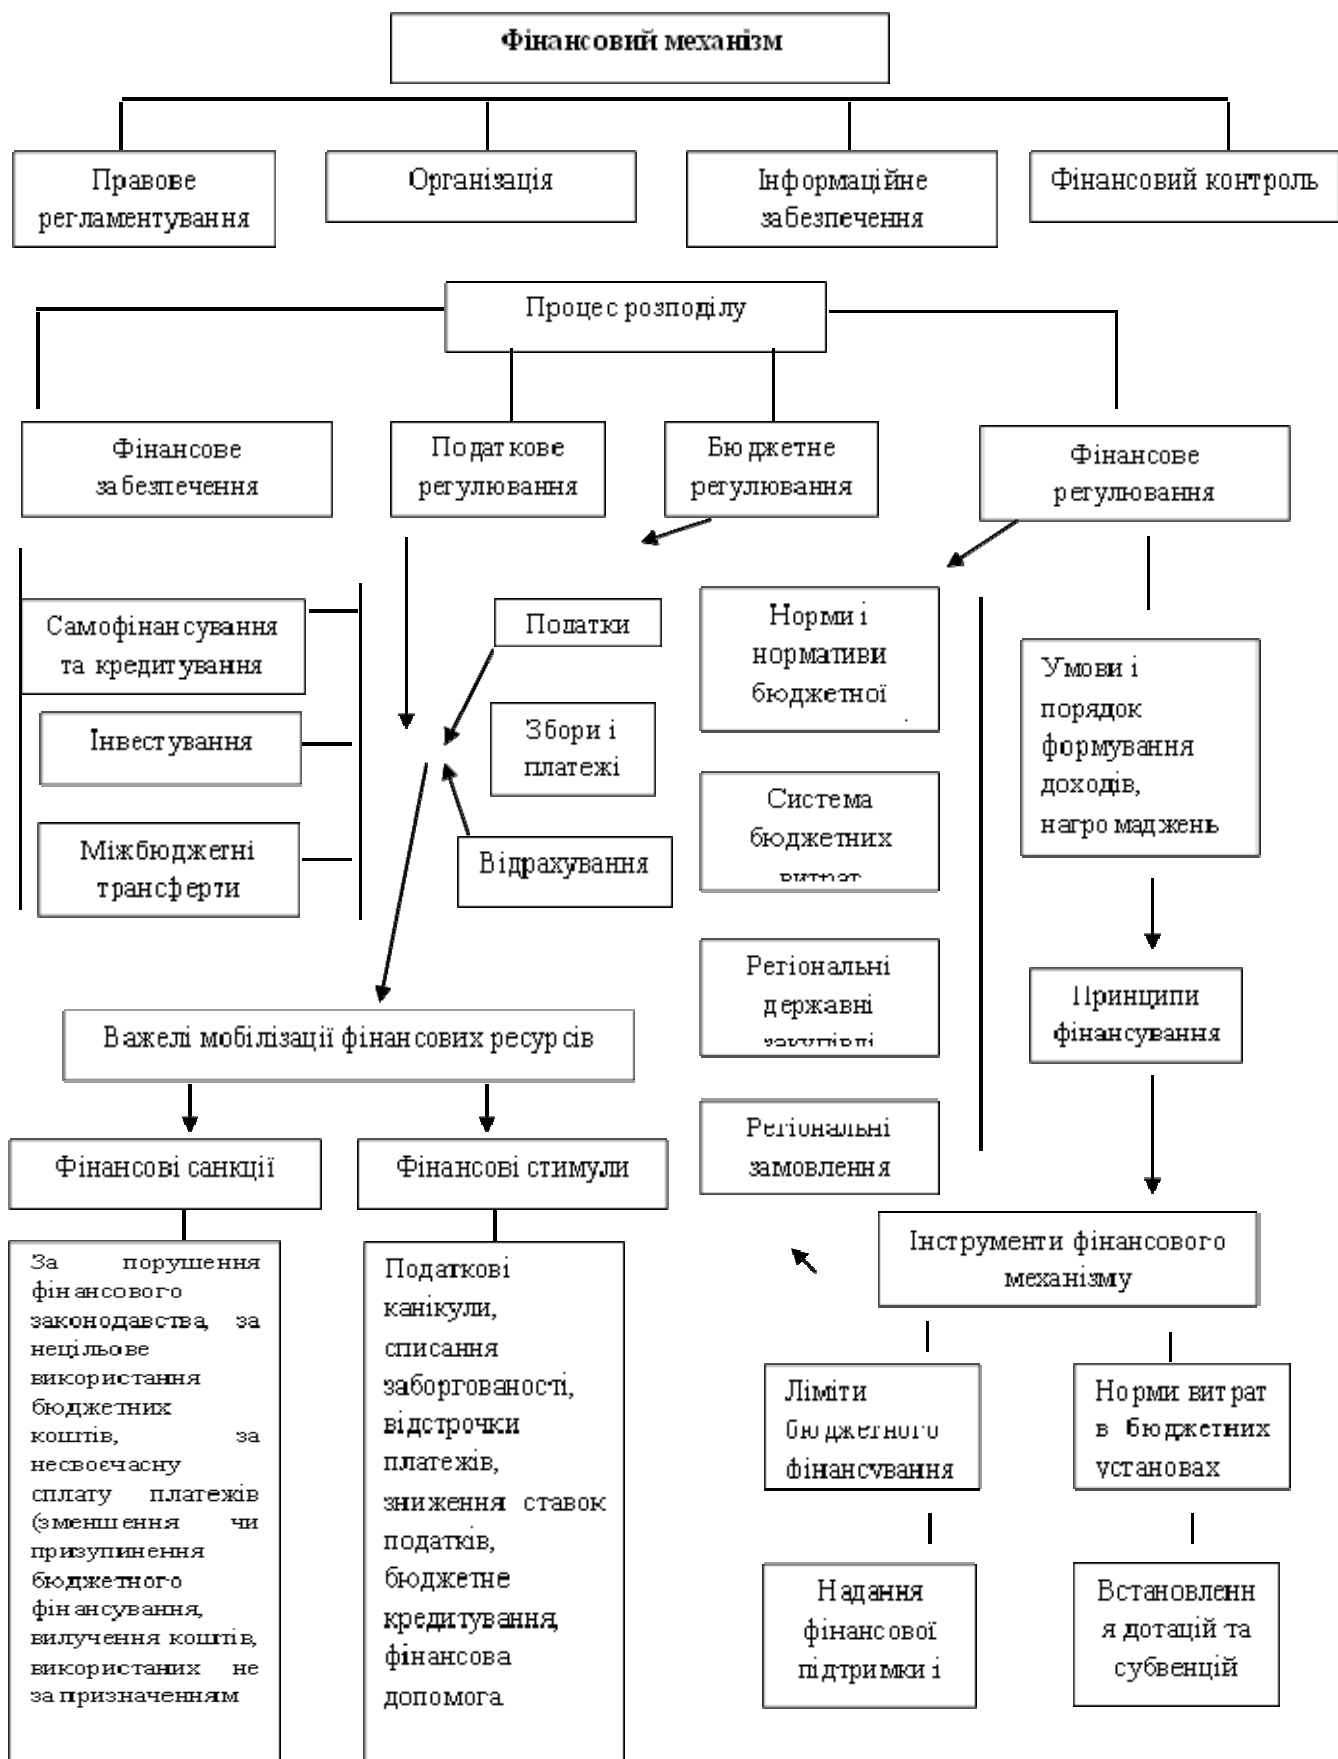 Фінансовий механізм
Правове
регламентування
Організація
Інформаційне
забезпечення
Фінансовий контроль
Процес розподілу
Фінансове
забезпечення
Податкове
регулювання
Бюджетне
регулювання
Фінансове
регулювання
Самофінансування
та кредитування
Інвестування
Міжбюджетні
трансферти
Податки
Збори і
платежі
Відрахування
Норми і
нормативи
бюджетної
Система
бюджетних
витрат
Регіональні
державні
закупівлі
Регіональні
замовлення
Умови і
порядок
формування
доходів,
нагромаджень
Принципи
фінансування
Важелі мобілізації фінансових ресурсів
Фінансові санкції
Фінансові стимули
За порушення
фінансового
законодавства, за
нецільове
використання
бюджетних
коштів, за
несвоєчасну
сплату платежів
(зменшення чи
призупинення
бюджетного
фінансування,
вилучення коштів,
використаних не
за призначенням
Податкові
канікули,
списання
заборгованості,
відстрочки
платежів,
зниження ставок
податків,
бюджетне
кредитування,
фінансова
допомога
Інструменти фінансового
механізму
Ліміти
бюджетного
фінансування
Норми витрат
в бюджетних
установах
Надання
фінансової
підтримки і
Встановленн
я дотацій та
субвенцій